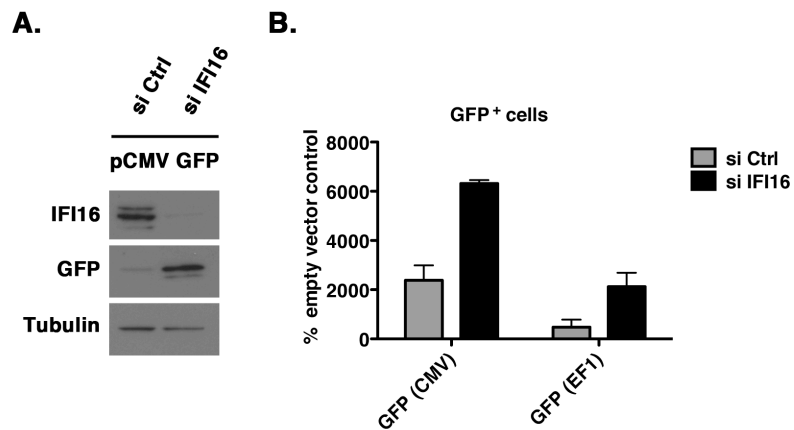 A.
si Ctrl
si IFI16
pCMV GFP
IFI16
GFP
Tubulin
B.
GFP + cells
% empty vector control
8000
6000
4000
2000
0
GFP (CMV)
GFP (EF1)
si Ctrl
si IFI16